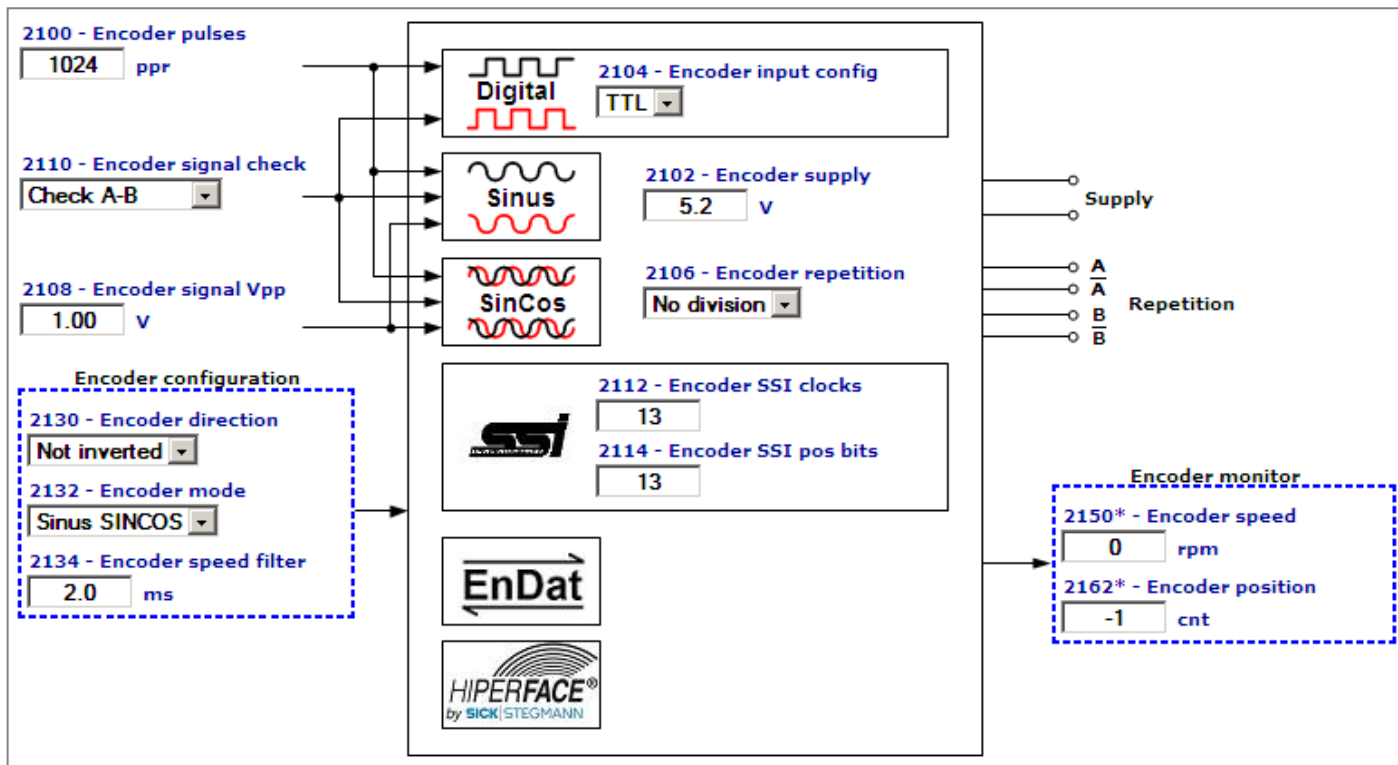 2100 - Encoder pulses
1024 ppr
2110 - Encoder signal check
Check A-B
2108 - Encoder signal Vpp
1.00 V
Encoder configuration
2130 - Encoder direction
Not inverted
2132 - Encoder mode
Sinus SINCOS
2134 - Encoder speed filter
2.0 ms
Digital
2104 - Encoder input config
TTL
Sinus
2102 - Encoder supply
5.2 V
SinCos
2106 - Encoder repetition
No division
ssi
2112 - Encoder SSI clocks
13
2114 - Encoder SSI pos bits
13
EnDat
HIPERFACE®
by SICK|STEGMANN
Supply
A
A
B
B
Repetition
Encoder monitor
2150* - Encoder speed
0 rpm
2162* - Encoder position
-1 cnt